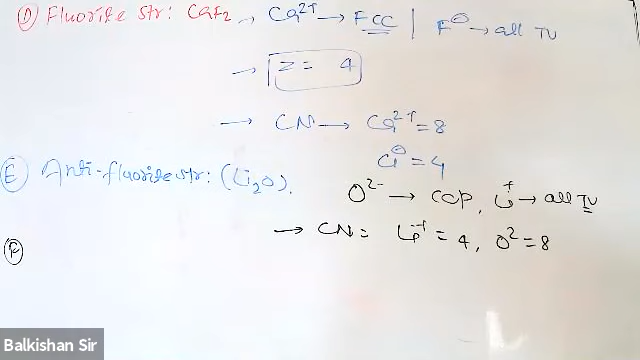 (D) Fluorite str: CaF2 → Ca²⁺ → FCC | F⊖ → all TV
→ Z = 4
→ CN → Ca²⁺ = 8
Cl⊖ = 4
(E) Anti-fluorite str: (Li2O).
O²⁻ → CCP, Li⁺ → all TV
→ CN = Li⁺ = 4, O² = 8
(F)
Balkishan Sir